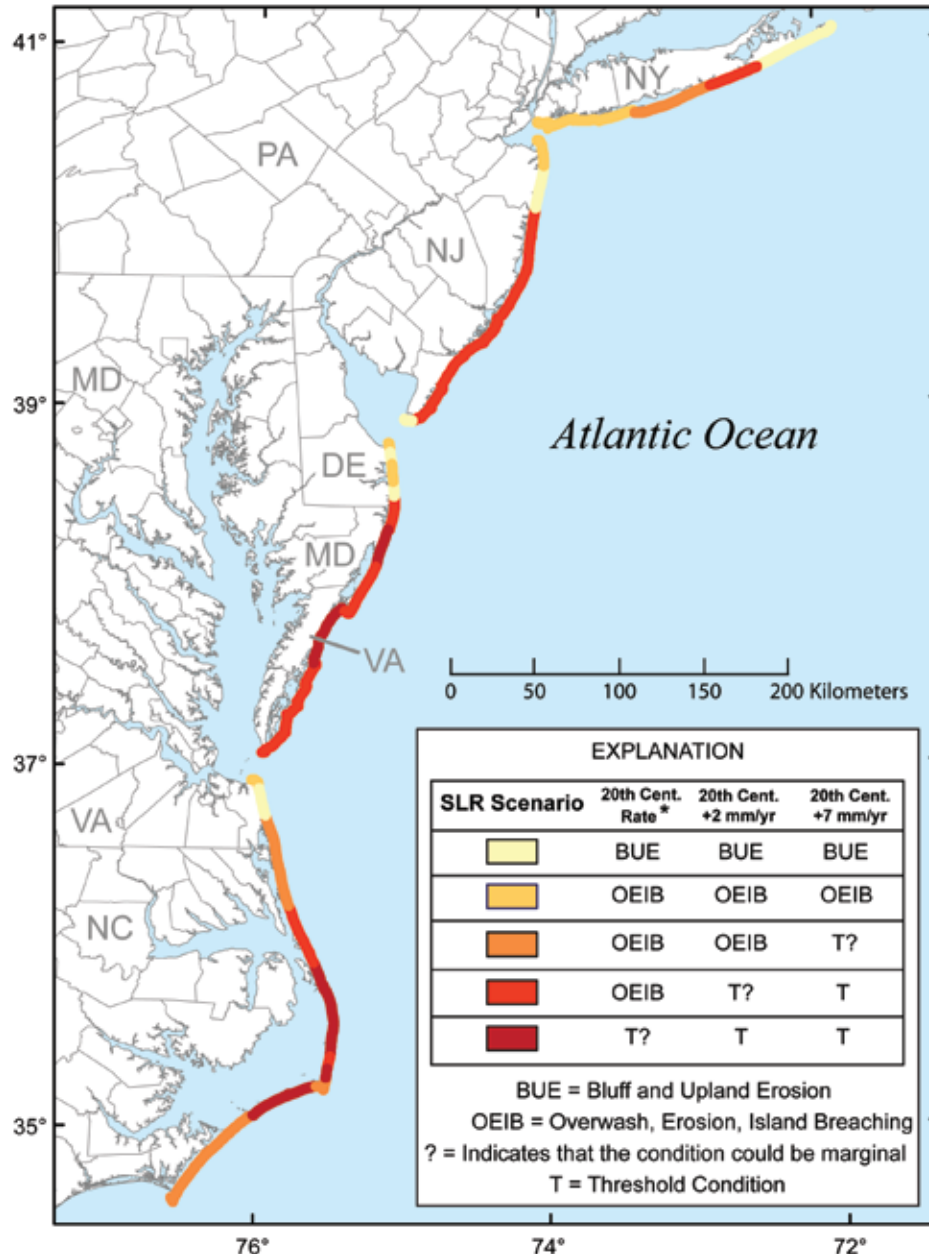 41°
NY
PA
NJ
MD
39°
Atlantic Ocean
DE
MD
VA
0 50 100 150 200 Kilometers
37°
VA
NC
35°
76° 74° 72°
EXPLANATION
SLR Scenario 20th Cent. Rate* 20th Cent. +2 mm/yr 20th Cent. +7 mm/yr
BUE BUE BUE
OEIB OEIB OEIB
OEIB OEIB T?
OEIB T? T
T? T T
BUE = Bluff and Upland Erosion
OEIB = Overwash, Erosion, Island Breaching
? = Indicates that the condition could be marginal
T = Threshold Condition